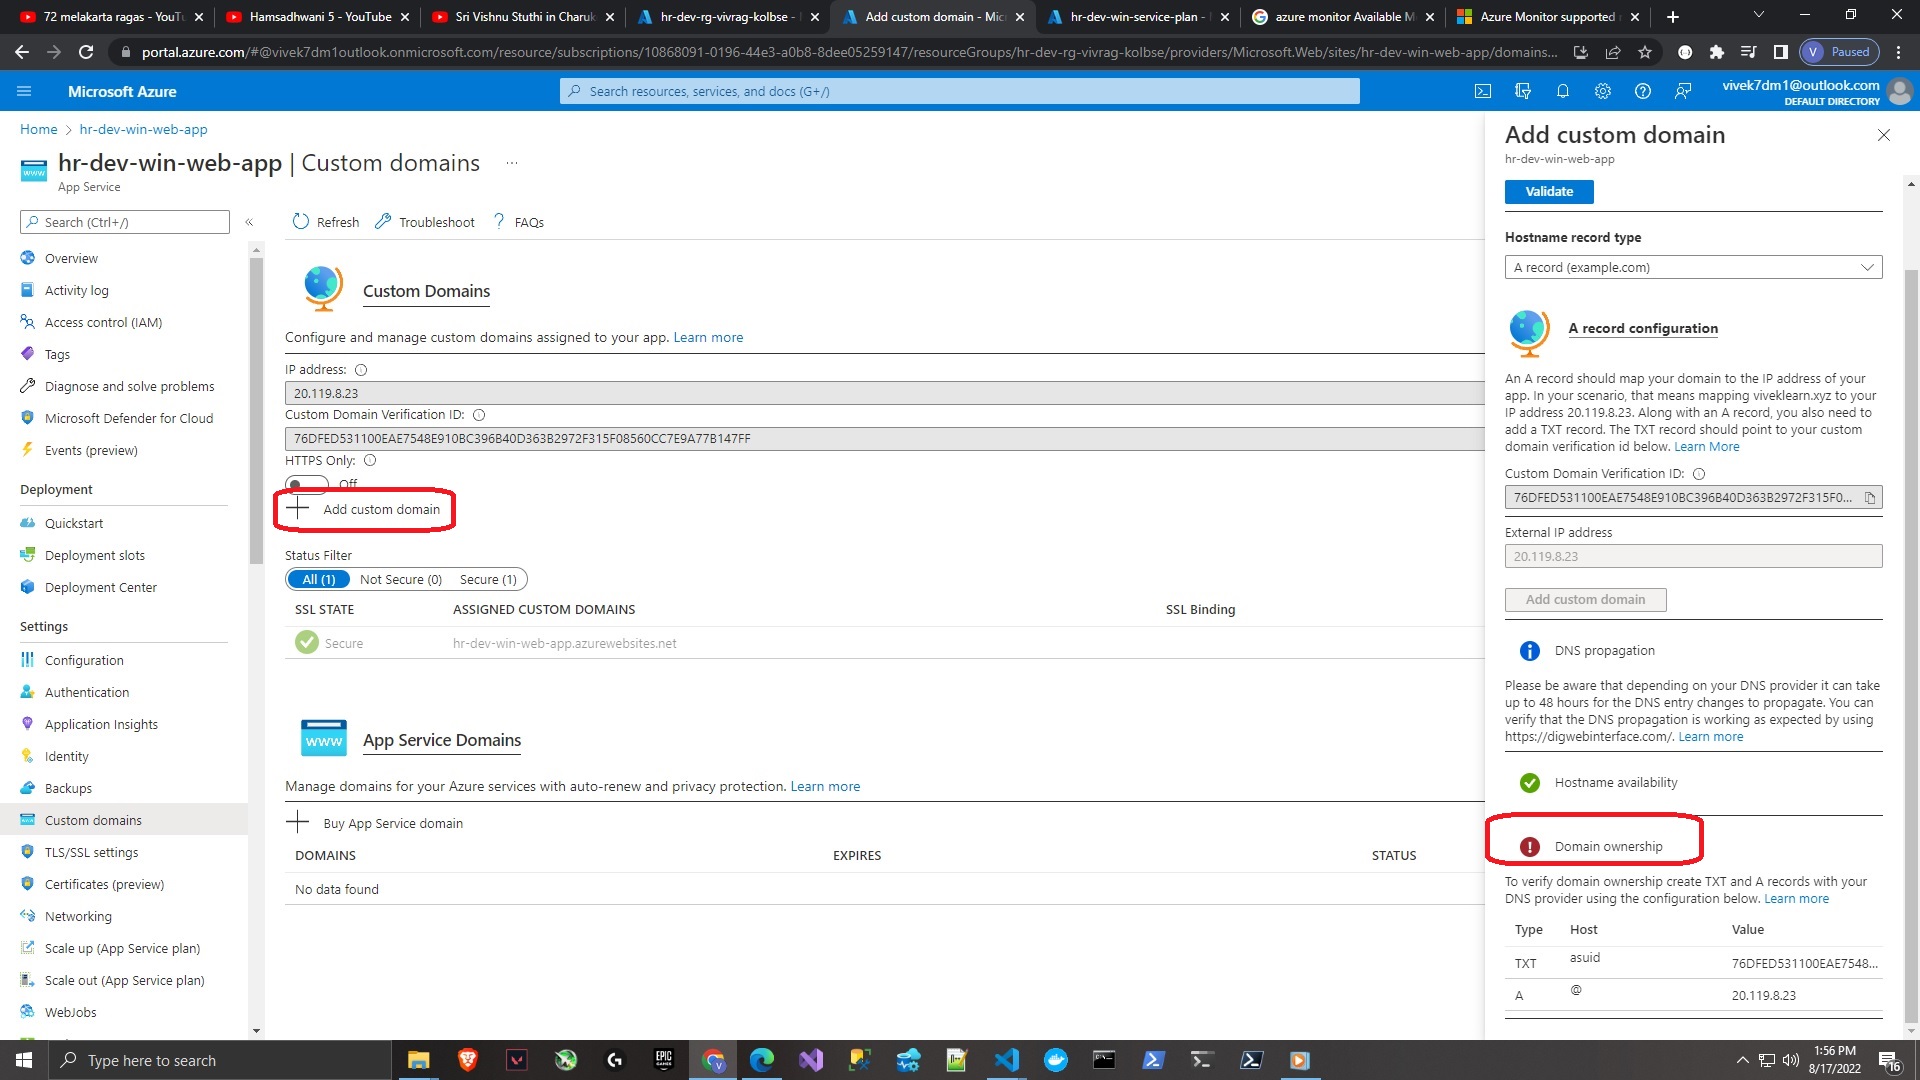 72 melakarta ragas - YouTu
Hamsadhwani 5 - YouTube
Sri Vishnu Stuthi in Charuk
hr-dev-rg-vivrag-kolbse -
Add custom domain - Micr
hr-dev-win-service-plan -
azure monitor Available M
Azure Monitor supported
portal.azure.com/#@vivek7dm1outlook.onmicrosoft.com/resource/subscriptions/10868091-0196-44e3-a0b8-8dee05259147/resourceGroups/hr-dev-rg-vivrag-kolbse/providers/Microsoft.Web/sites/hr-dev-win-web-app/domains...
V Paused
Microsoft Azure
Search resources, services, and docs (G+/)
vivek7dm1@outlook.com
DEFAULT DIRECTORY
Home > hr-dev-win-web-app
hr-dev-win-web-app | Custom domains ...
App Service
Search (Ctrl+/)
«
Overview
Activity log
Access control (IAM)
Tags
Diagnose and solve problems
Microsoft Defender for Cloud
Events (preview)
Deployment
Quickstart
Deployment slots
Deployment Center
Settings
Configuration
Authentication
Application Insights
Identity
Backups
Custom domains
TLS/SSL settings
Certificates (preview)
Networking
Scale up (App Service plan)
Scale out (App Service plan)
WebJobs
Refresh
Troubleshoot
? FAQs
Custom Domains
Configure and manage custom domains assigned to your app. Learn more
IP address:
20.119.8.23
Custom Domain Verification ID:
76DFED531100EAE7548E910BC396B40D363B2972F315F08560CC7E9A77B147FF
HTTPS Only:
Off
Add custom domain
Status Filter
All (1) Not Secure (0) Secure (1)
SSL STATE ASSIGNED CUSTOM DOMAINS SSL Binding
Secure hr-dev-win-web-app.azurewebsites.net
www
App Service Domains
Manage domains for your Azure services with auto-renew and privacy protection. Learn more
Buy App Service domain
DOMAINS EXPIRES STATUS
No data found
Add custom domain
hr-dev-win-web-app
Validate
Hostname record type
A record (example.com)
A record configuration
An A record should map your domain to the IP address of your
app. In your scenario, that means mapping viveklearn.xyz to your
IP address 20.119.8.23. Along with an A record, you also need to
add a TXT record. The TXT record should point to your custom
domain verification id below. Learn More
Custom Domain Verification ID:
76DFED531100EAE7548E910BC396B40D363B2972F315F0...
External IP address
20.119.8.23
Add custom domain
DNS propagation
Please be aware that depending on your DNS provider it can take
up to 48 hours for the DNS entry changes to propagate. You can
verify that the DNS propagation is working as expected by using
https://digwebinterface.com/. Learn more
Hostname availability
Domain ownership
To verify domain ownership create TXT and A records with your
DNS provider using the configuration below. Learn more
Type Host Value
TXT asuid 76DFED531100EAE7548...
A @ 20.119.8.23
Type here to search
EPIC GAMES
1:56 PM
8/17/2022
16